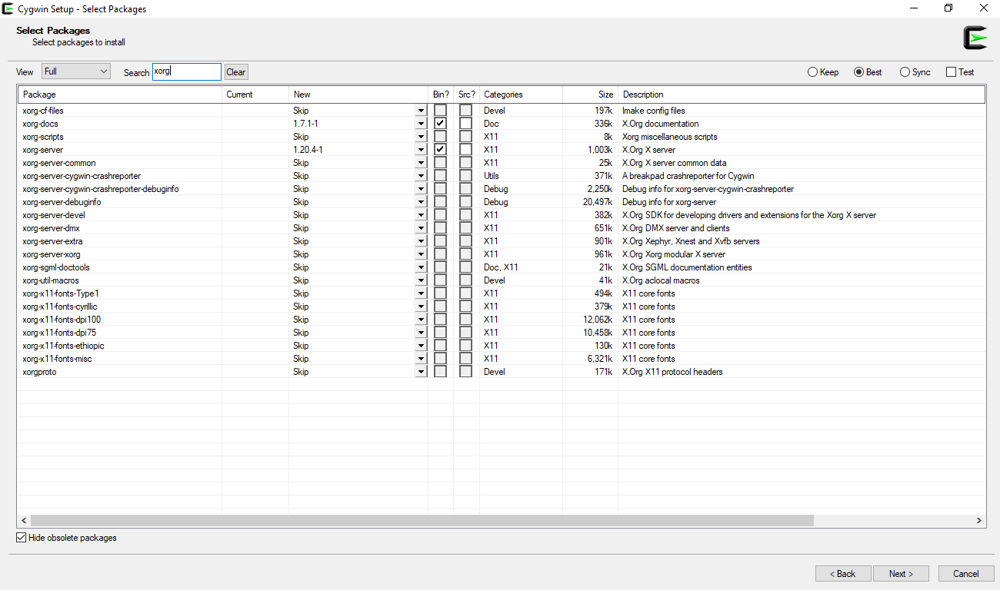 Cygwin Setup - Select Packages
Select Packages
Select packages to install
View Full Search xorg Clear Keep Best Sync Test
Package Current New Bin? Src? Categories Size Description
xorg-cf-files Skip Devel 197k Imake config files
xorg-docs 1.7.1-1 Doc 336k X.Org documentation
xorg-scripts Skip X11 8k Xorg miscellaneous scripts
xorg-server 1.20.4-1 X11 1,003k X.Org X server
xorg-server-common Skip X11 25k X.Org X server common data
xorg-server-cygwin-crashreporter Skip Utils 371k A breakpad crashreporter for Cygwin
xorg-server-cygwin-crashreporter-debuginfo Skip Debug 2,250k Debug info for xorg-server-cygwin-crashreporter
xorg-server-debuginfo Skip Debug 20,497k Debug info for xorg-server
xorg-server-devel Skip X11 382k X.Org SDK for developing drivers and extensions for the Xorg X server
xorg-server-dmx Skip X11 651k X.Org DMX server and clients
xorg-server-extra Skip X11 901k X.Org Xephyr, Xnest and Xvfb servers
xorg-server-xorg Skip X11 961k X.Org Xorg modular X server
xorg-sgml-doctools Skip Doc, X11 21k X.Org SGML documentation entities
xorg-util-macros Skip Devel 41k X.Org aclocal macros
xorg-x11-fonts-Type1 Skip X11 494k X11 core fonts
xorg-x11-fonts-cyrillic Skip X11 379k X11 core fonts
xorg-x11-fonts-dpi100 Skip X11 12,062k X11 core fonts
xorg-x11-fonts-dpi75 Skip X11 10,458k X11 core fonts
xorg-x11-fonts-ethiopic Skip X11 130k X11 core fonts
xorg-x11-fonts-misc Skip X11 6,321k X11 core fonts
xorgproto Skip Devel 171k X.Org X11 protocol headers
Hide obsolete packages
< Back Next > Cancel